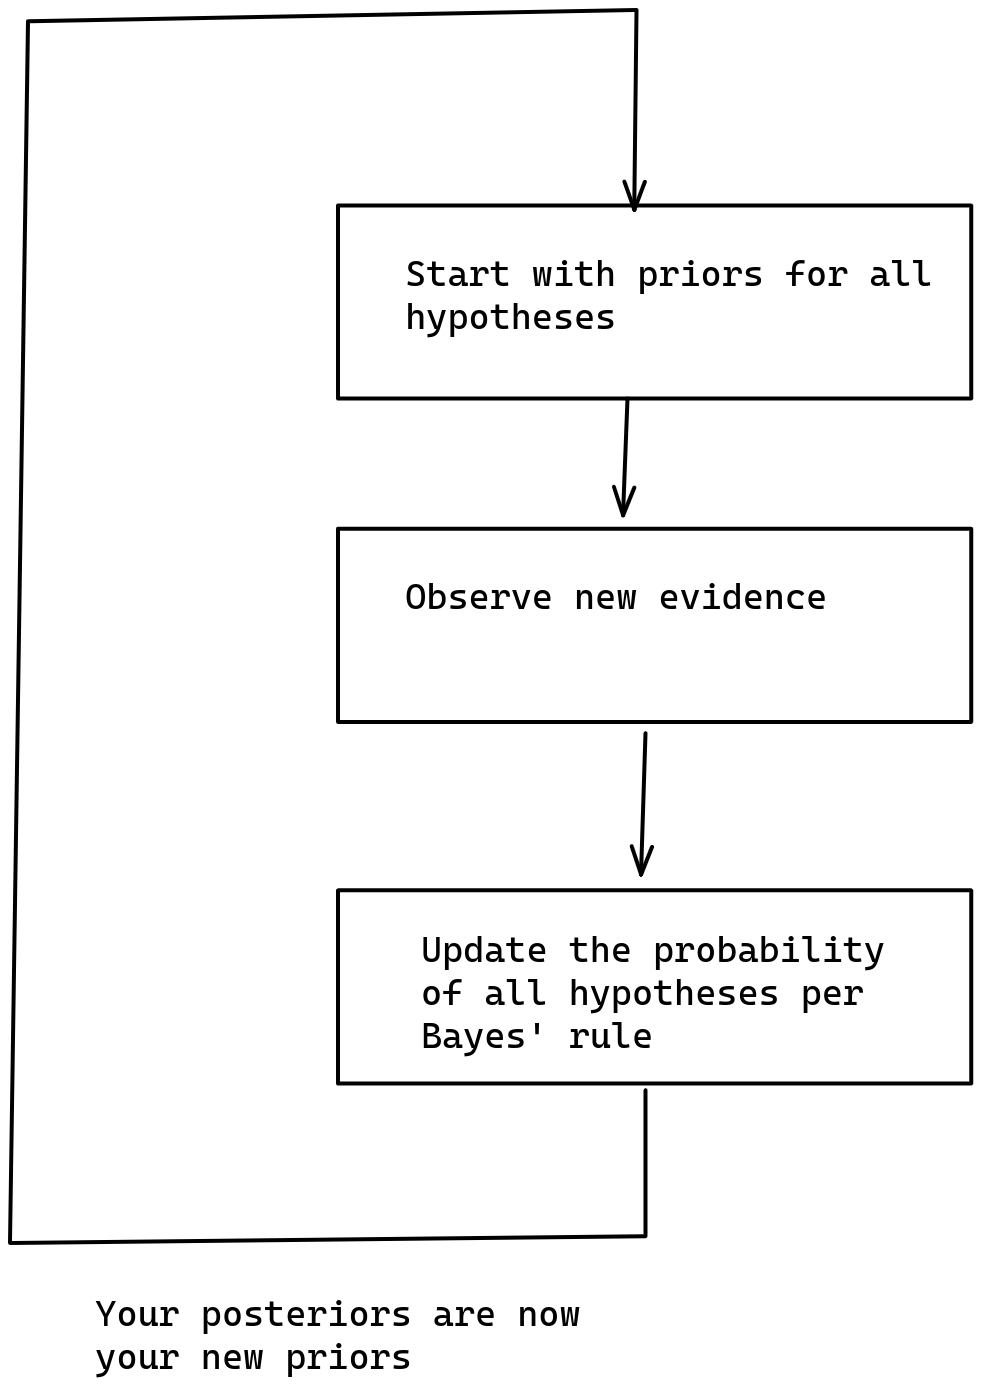 Start with priors for all
hypotheses
Observe new evidence
Update the probability
of all hypotheses per
Bayes' rule
Your posteriors are now
your new priors